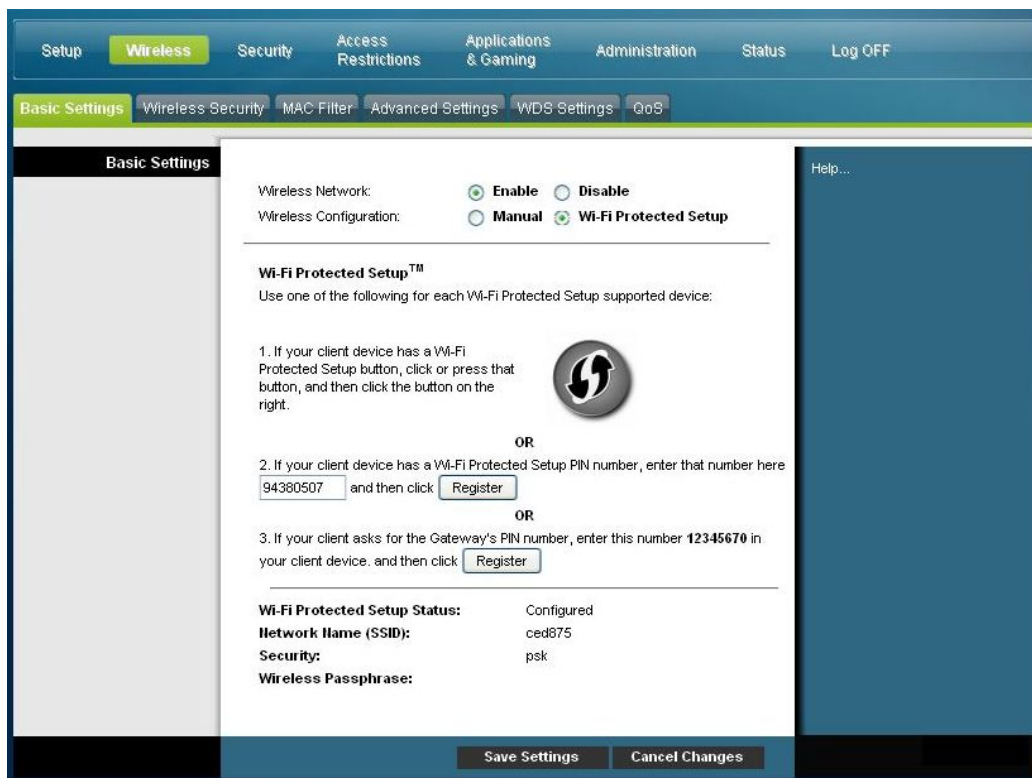 Setup Wireless Security Access Restrictions Applications & Gaming Administration Status Log OFF
Basic Settings Wireless Security MAC Filter Advanced Settings WDS Settings QoS
Basic Settings
Help...
Wireless Network: Enable Disable
Wireless Configuration: Manual Wi-Fi Protected Setup
Wi-Fi Protected Setup™
Use one of the following for each Wi-Fi Protected Setup supported device:
1. If your client device has a Wi-Fi
Protected Setup button, click or press that
button, and then click the button on the
right.
OR
2. If your client device has a Wi-Fi Protected Setup PIN number, enter that number here
94380507 and then click Register
OR
3. If your client asks for the Gateway's PIN number, enter this number 12345670 in
your client device. and then click Register
Wi-Fi Protected Setup Status: Configured
Network Name (SSID): ced875
Security: psk
Wireless Passphrase:
Save Settings Cancel Changes